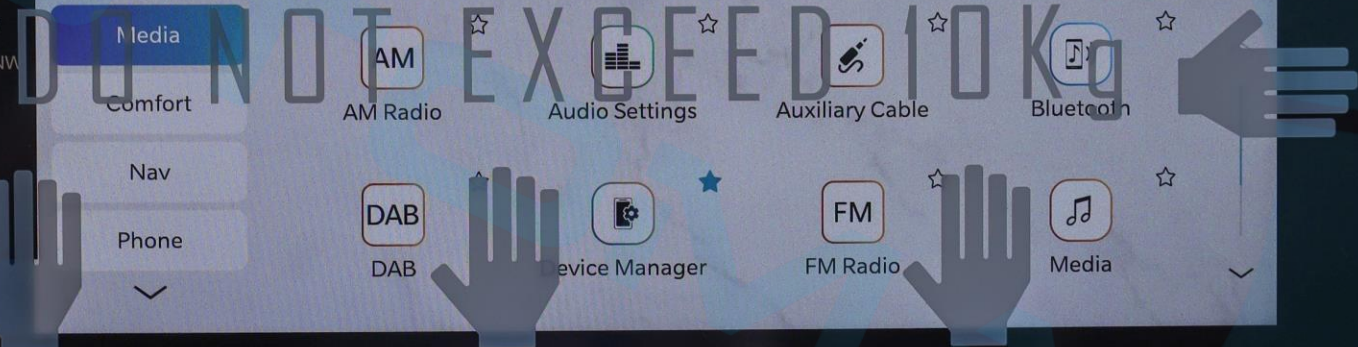 DO NOT EXCEED 10Kg
Media
Comfort
Nav
Phone
AM
AM Radio
Audio Settings
Auxiliary Cable
Bluetooth
DAB
DAB
Device Manager
FM
FM Radio
Media